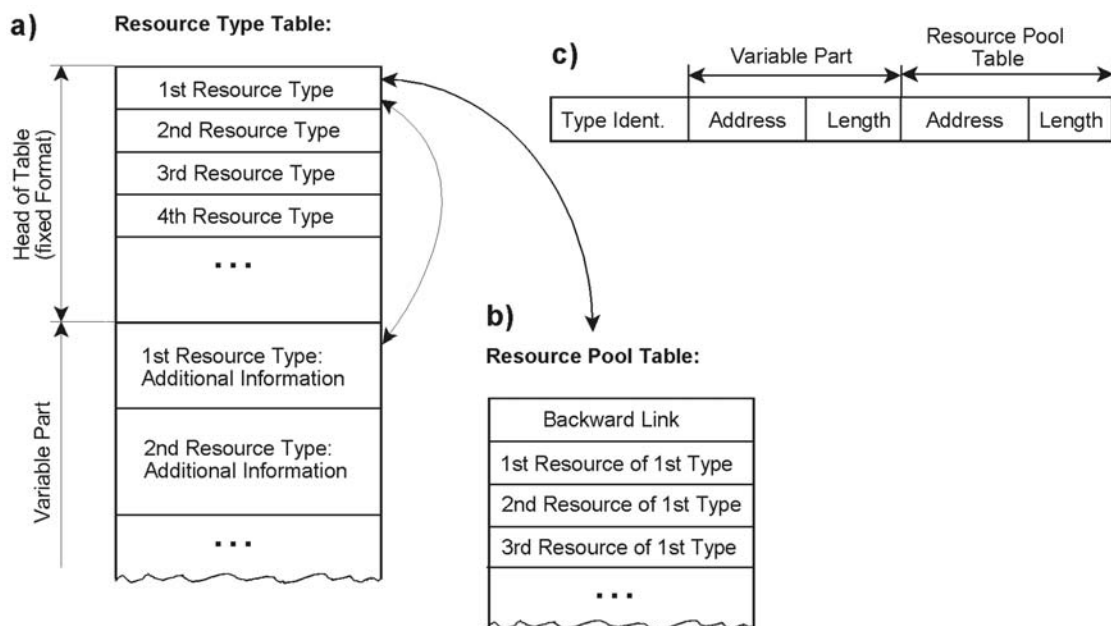 a)
Resource Type Table:
1st Resource Type
2nd Resource Type
3rd Resource Type
4th Resource Type
...
Head of Table
(fixed Format)
1st Resource Type:
Additional Information
2nd Resource Type:
Additional Information
...
Variable Part
c)
Variable Part
Resource Pool
Table
Type Ident.
Address
Length
Address
Length
b)
Resource Pool Table:
Backward Link
1st Resource of 1st Type
2nd Resource of 1st Type
3rd Resource of 1st Type
...